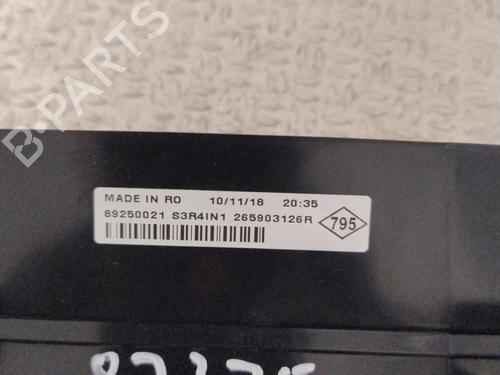 MADE IN RO 10/11/18 20:35
89250021 S3R4IN1 265903126R
795
B-PARTS